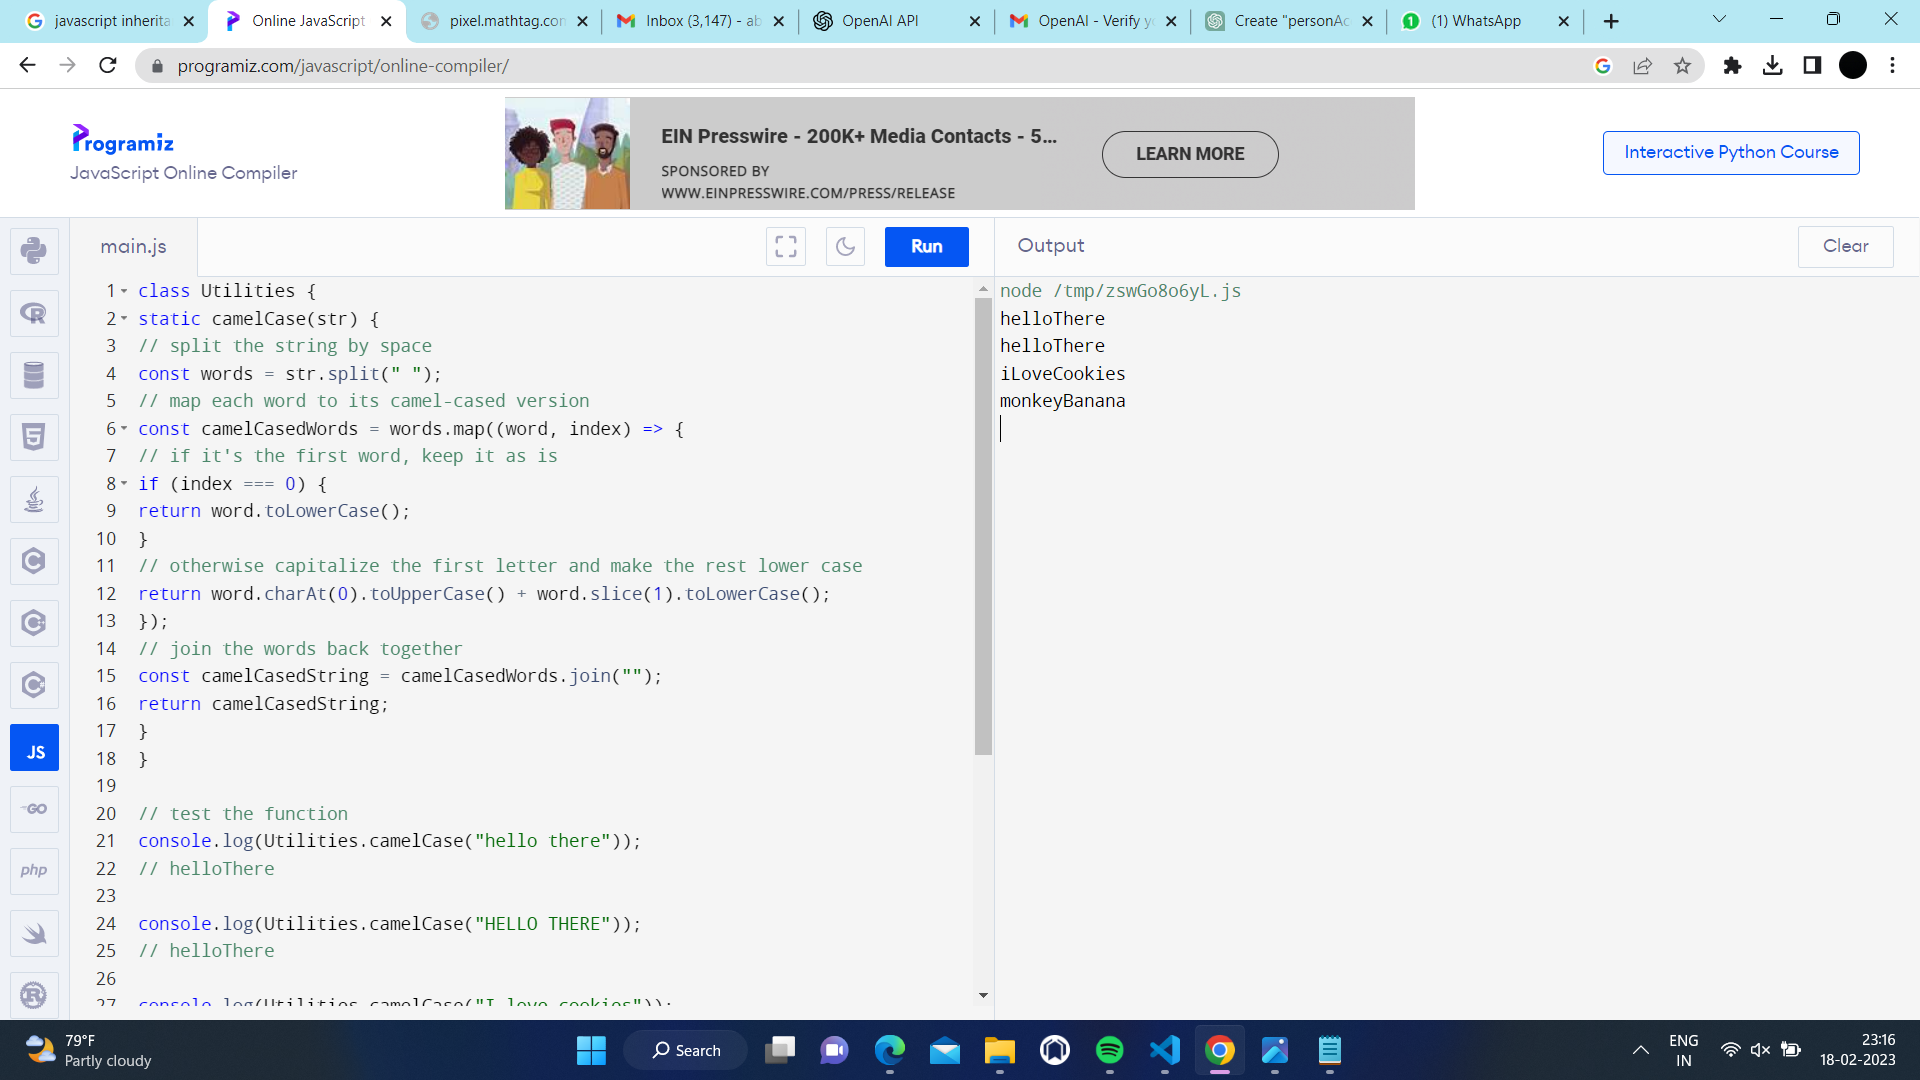 javascript inherita
Online JavaScript
pixel.mathtag.con
Inbox (3,147) - ab
OpenAI API
OpenAI - Verify yo
Create "personAc
(1) WhatsApp
programiz.com/javascript/online-compiler/
Programiz
JavaScript Online Compiler
EIN Presswire - 200K+ Media Contacts - 5...
SPONSORED BY
WWW.EINPRESSWIRE.COM/PRESS/RELEASE
LEARN MORE
Interactive Python Course
main.js
Run
Output
Clear
1 class Utilities {
2 static camelCase(str) {
3 // split the string by space
4 const words = str.split(" ");
5 // map each word to its camel-cased version
6 const camelCasedWords = words.map((word, index) => {
7 // if it's the first word, keep it as is
8 if (index === 0) {
9 return word.toLowerCase();
10 }
11 // otherwise capitalize the first letter and make the rest lower case
12 return word.charAt(0).toUpperCase() + word.slice(1).toLowerCase();
13 });
14 // join the words back together
15 const camelCasedString = camelCasedWords.join("");
16 return camelCasedString;
17 }
18 }
19
20 // test the function
21 console.log(Utilities.camelCase("hello there"));
22 // helloThere
23
24 console.log(Utilities.camelCase("HELLO THERE"));
25 // helloThere
26
27 console.log(Utilities.camelCase("I love cookies"));
node /tmp/zswGo8o6yL.js
helloThere
helloThere
iLoveCookies
monkeyBanana
R
5
C
C
C
JS
GO
php
R
79°F
Partly cloudy
Search
ENG
IN
23:16
18-02-2023